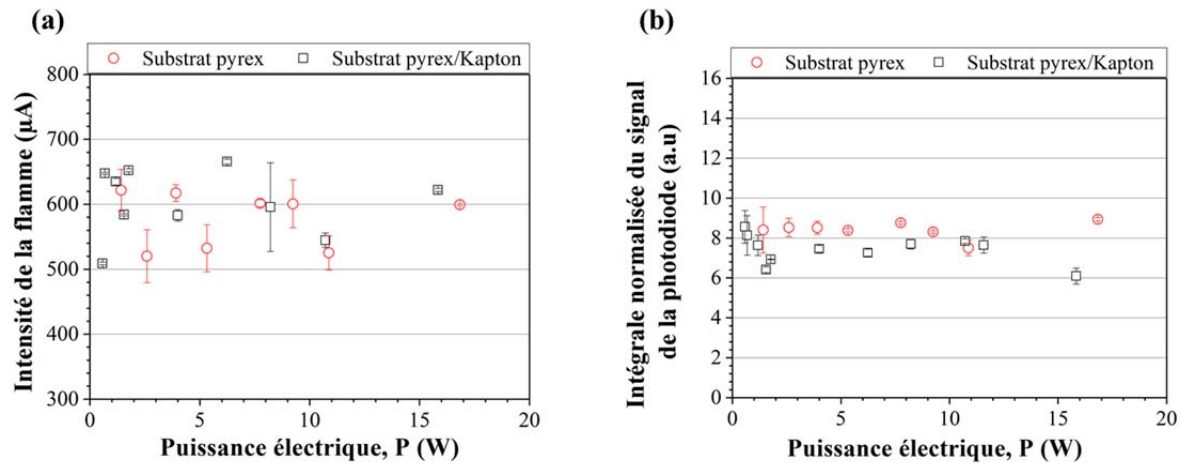 (a)
Substrat pyrex Substrat pyrex/Kapton
800
700
600
500
400
300
0 5 10 15 20
Intensité de la flamme (µA)
Puissance électrique, P (W)
(b)
Substrat pyrex Substrat pyrex/Kapton
16
14
12
10
8
6
4
2
0
0 5 10 15 20
Intégrale normalisée du signal
de la photodiode (a.u)
Puissance électrique, P (W)